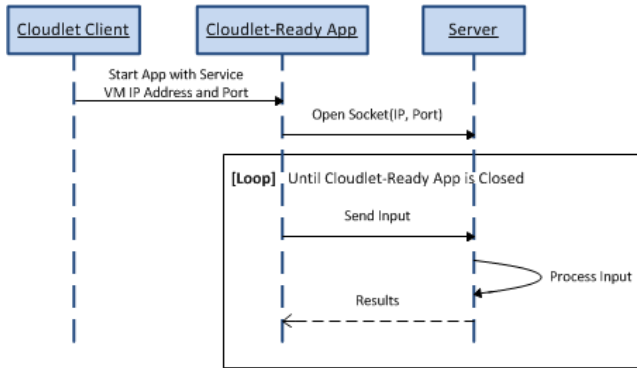 Cloudlet Client
Cloudlet-Ready App
Server
Start App with Service
VM IP Address and Port
Open Socket(IP, Port)
[Loop] Until Cloudlet-Ready App is Closed
Send Input
Process Input
Results